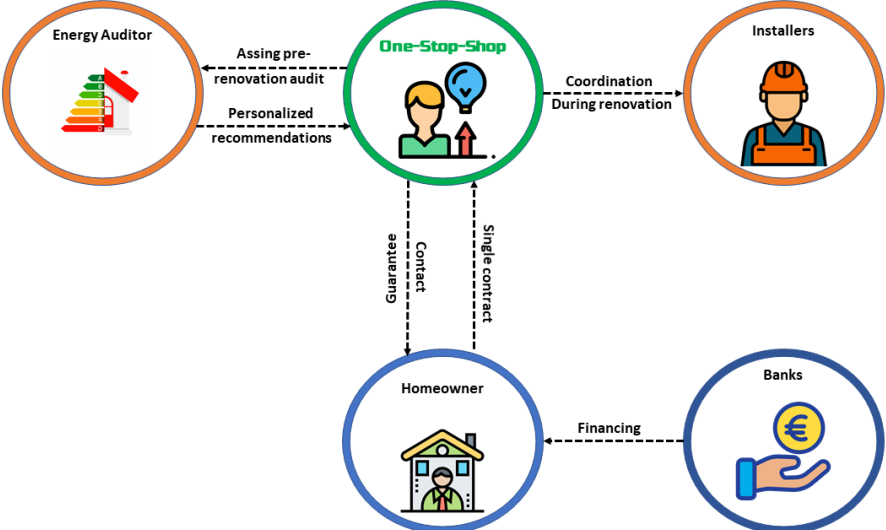 Energy Auditor
Assing pre-
renovation audit
Personalized
recommendations
One-Stop-Shop
Coordination
During renovation
Installers
Guarantee
Contact
Single contract
Homeowner
Financing
Banks